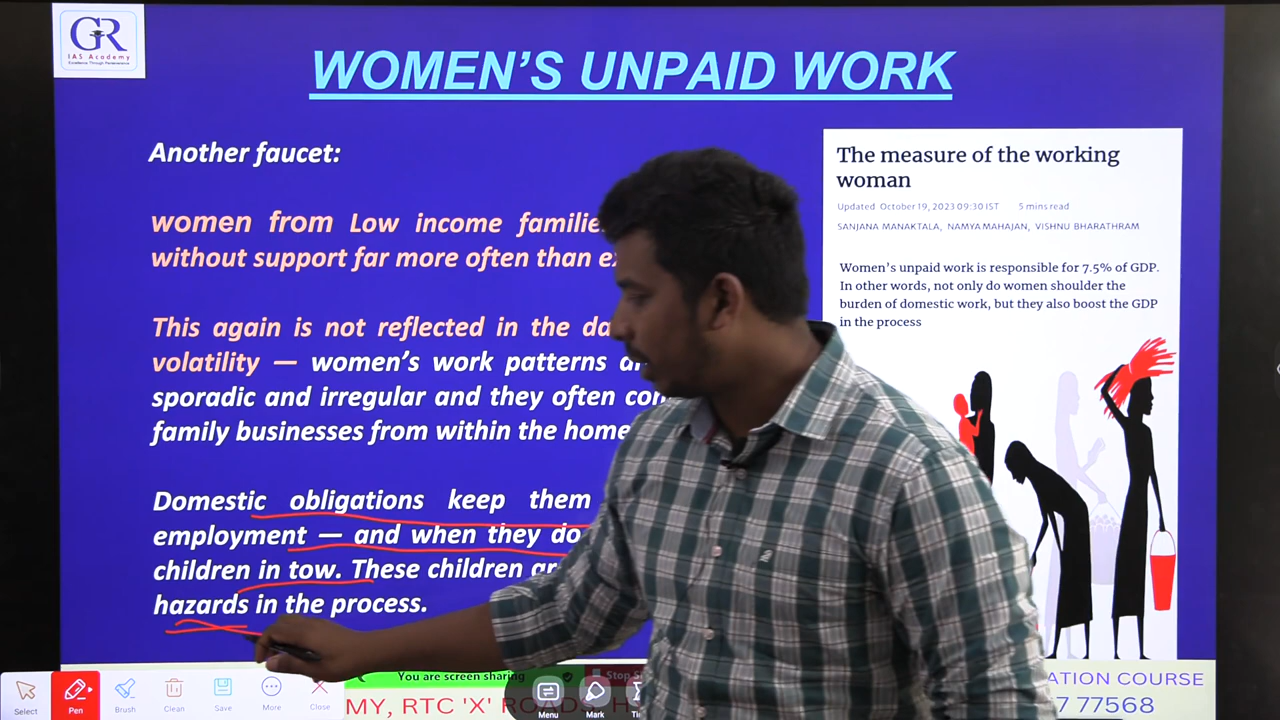 GR
IAS Academy
Excellence Through Perseverance
WOMEN'S UNPAID WORK
Another faucet:
women from Low income familie
without support far more often than ex
This again is not reflected in the da
volatility — women's work patterns a
sporadic and irregular and they often con
family businesses from within the home
Domestic obligations keep them
employment — and when they do
children in tow. These children ar
hazards in the process.
The measure of the working
woman
Updated October 19, 2023 09:30 IST 5 mins read
SANJANA MANAKTALA, NAMYA MAHAJAN, VISHNU BHARATHRAM
Women's unpaid work is responsible for 7.5% of GDP.
In other words, not only do women shoulder the
burden of domestic work, but they also boost the GDP
in the process
Select
Pen
Brush
Clean
Save
More
Close
You are screen sharing
Stop S
Menu
Mark
MY, RTC 'X' ROADS, H
ATION COURSE
7 77568